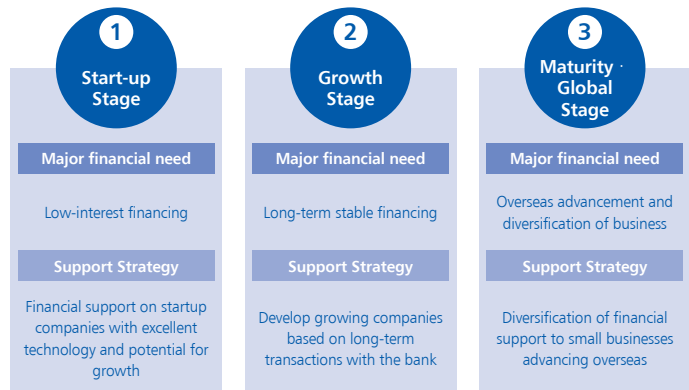 1
Start-up
Stage
Major financial need
Low-interest financing
Support Strategy
Financial support on startup
companies with excellent
technology and potential for
growth
2
Growth
Stage
Major financial need
Long-term stable financing
Support Strategy
Develop growing companies
based on long-term
transactions with the bank
3
Maturity ·
Global
Stage
Major financial need
Overseas advancement and
diversification of business
Support Strategy
Diversification of financial
support to small businesses
advancing overseas